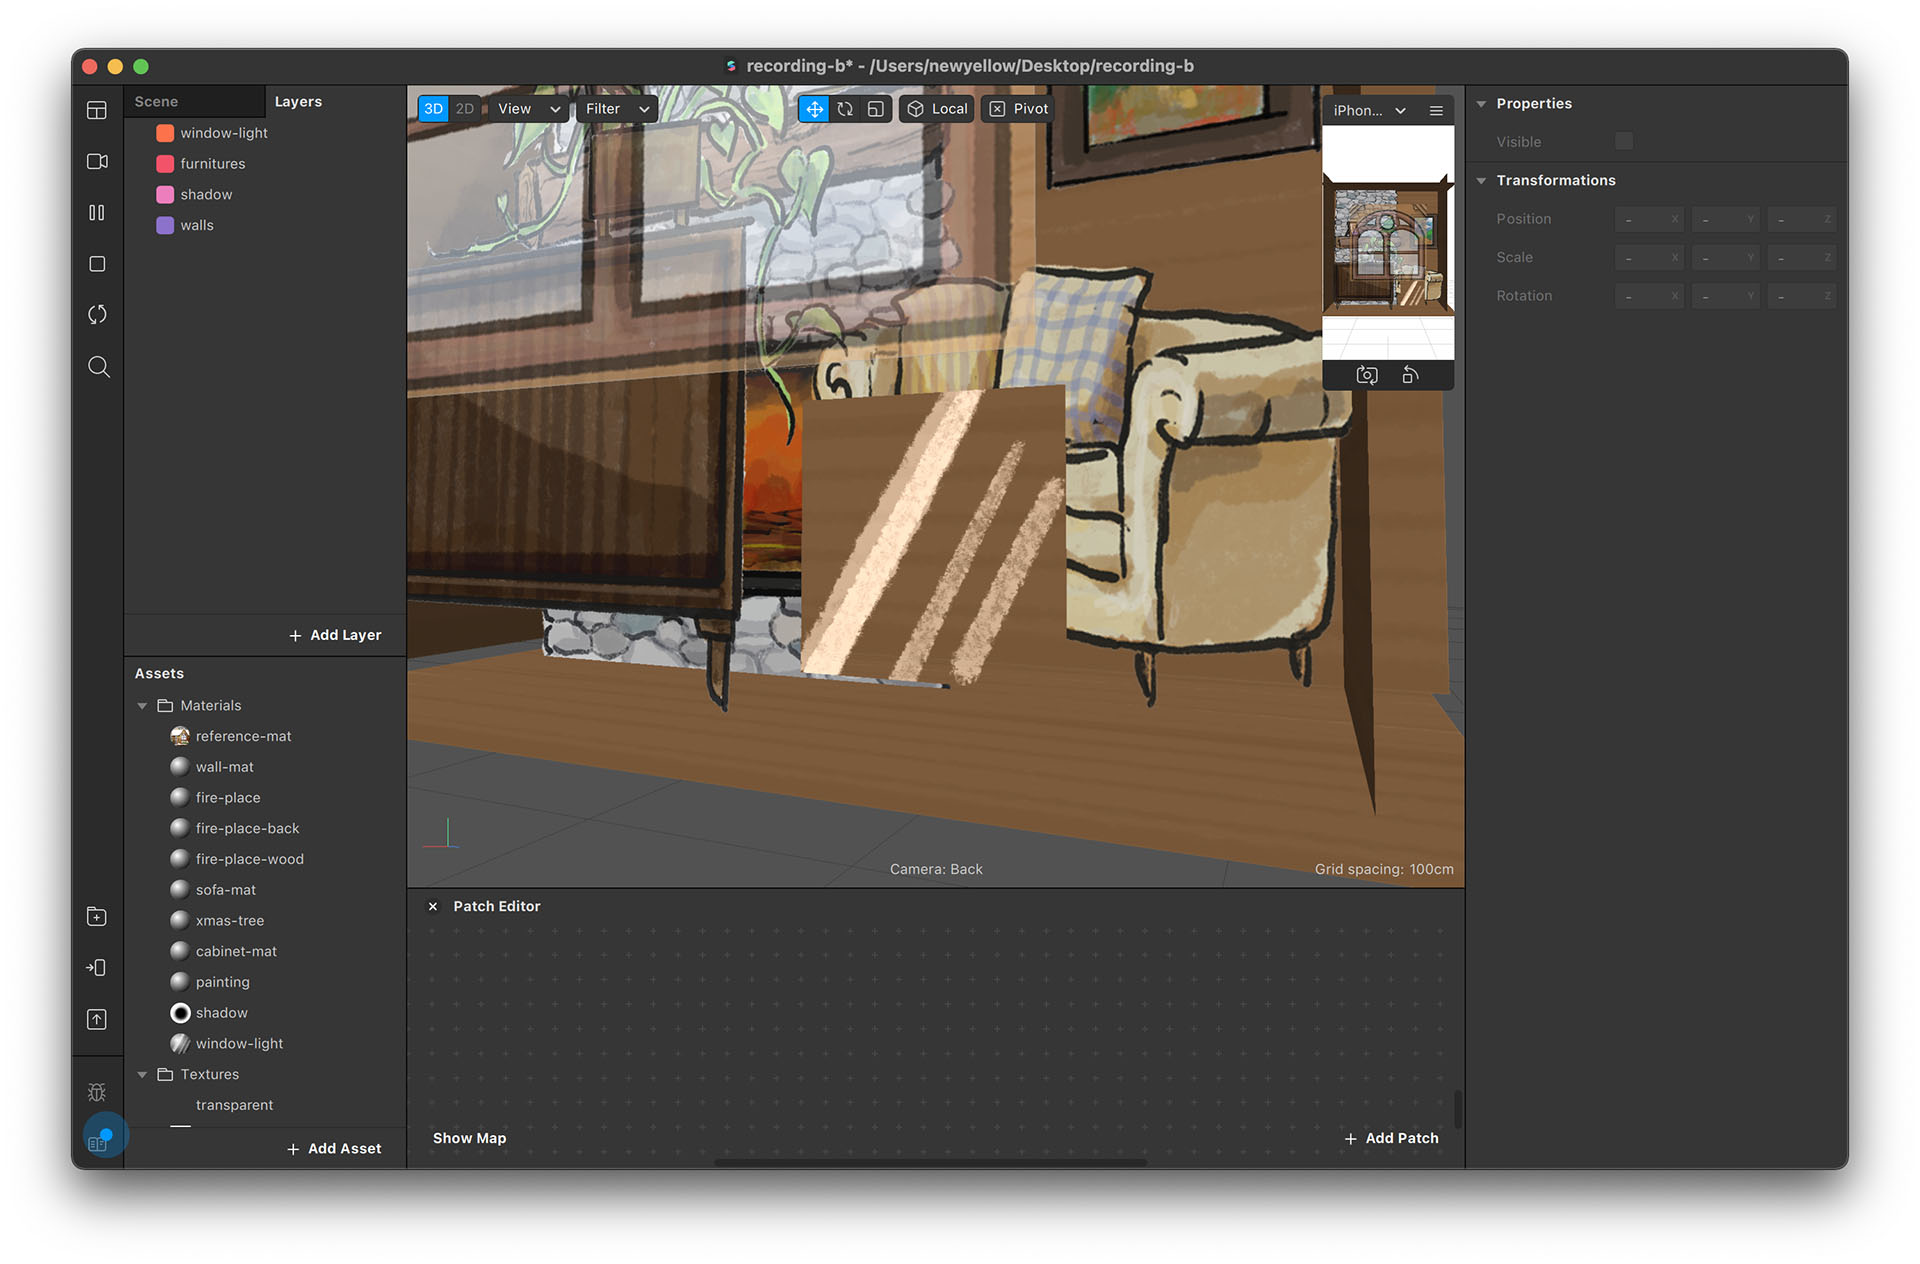 recording-b* - /Users/newyellow/Desktop/recording-b
Scene
Layers
window-light
furnitures
shadow
walls
+ Add Layer
Assets
Materials
reference-mat
wall-mat
fire-place
fire-place-back
fire-place-wood
sofa-mat
xmas-tree
cabinet-mat
painting
shadow
window-light
Textures
transparent
+ Add Asset
3D 2D View Filter Local Pivot
iPhon...
Camera: Back
Grid spacing: 100cm
Patch Editor
Show Map
+ Add Patch
Properties
Visible
Transformations
Position - X - Y - Z
Scale - X - Y - Z
Rotation - X - Y - Z